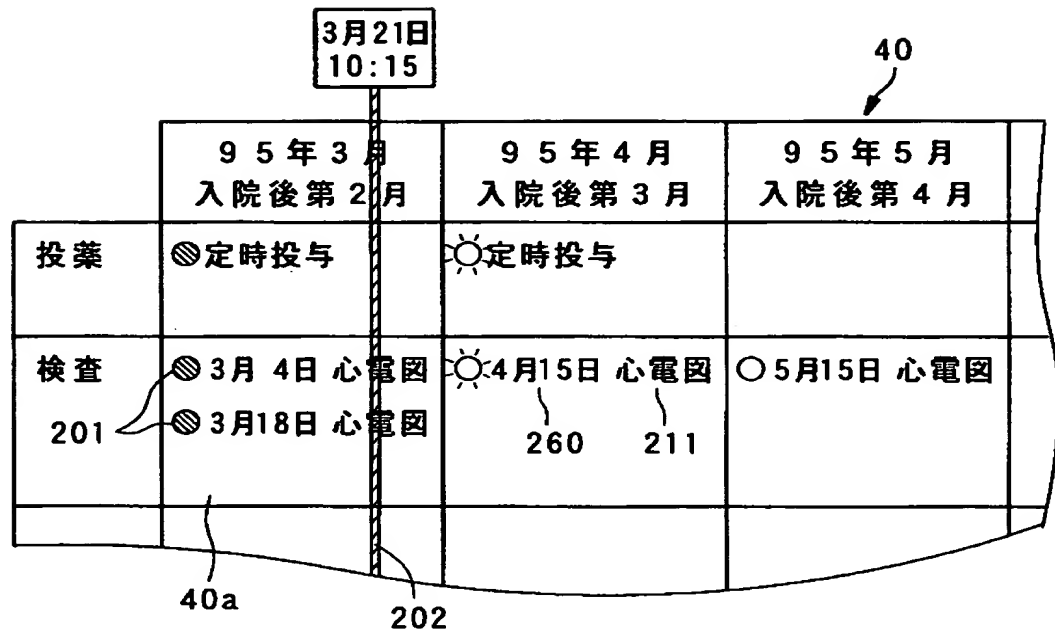 3月21日
10:15
40
95年3月
入院後第2月
95年4月
入院後第3月
95年5月
入院後第4月
投薬
定時投与
定時投与
検査
3月 4日 心電図
4月15日 心電図
5月15日 心電図
201
3月18日 心電図
260
211
40a
202